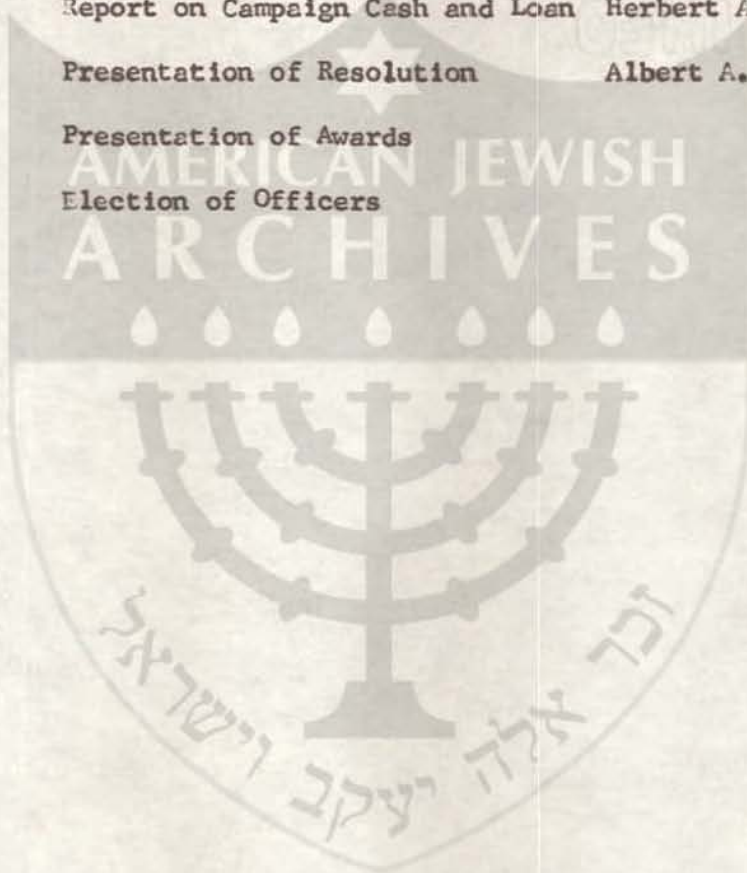 Report on Campaign Cash and Loan Herbert A
Presentation of Resolution Albert A.
Presentation of Awards
AMERICAN JEWISH
Election of Officers
ARCHIVES
זכר אלה יעקב וישראל